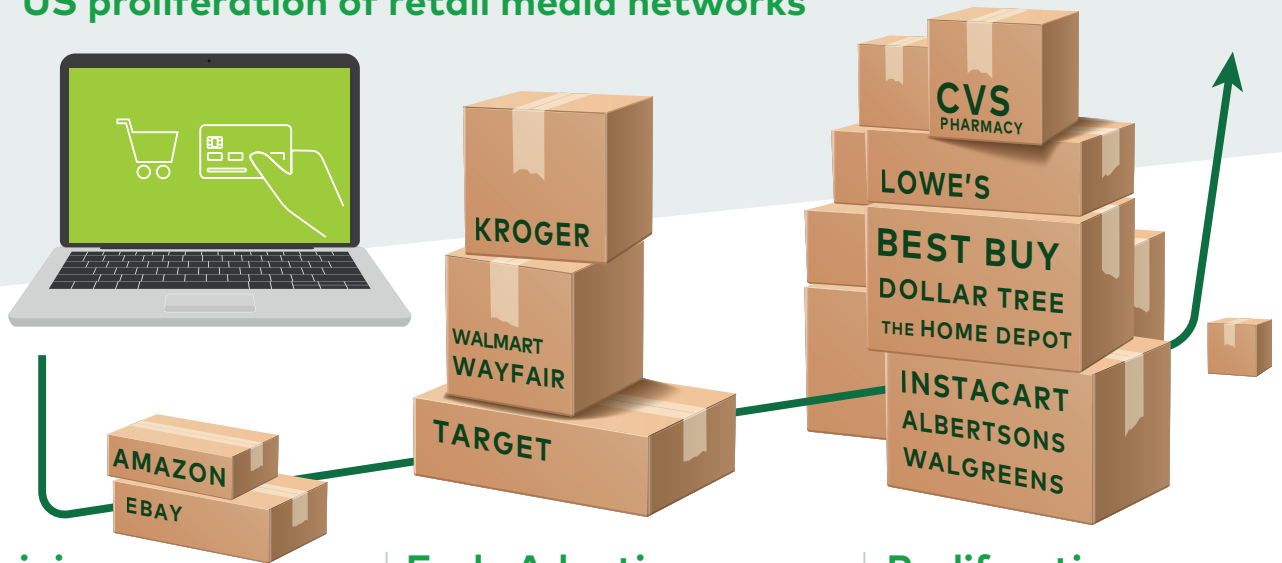 US proliferation of retail media networks
CVS
PHARMACY
KROGER
LOWE'S
BEST BUY
DOLLAR TREE
THE HOME DEPOT
WALMART
WAYFAIR
TARGET
INSTACART
ALBERTSONS
WALGREENS
AMAZON
EBAY